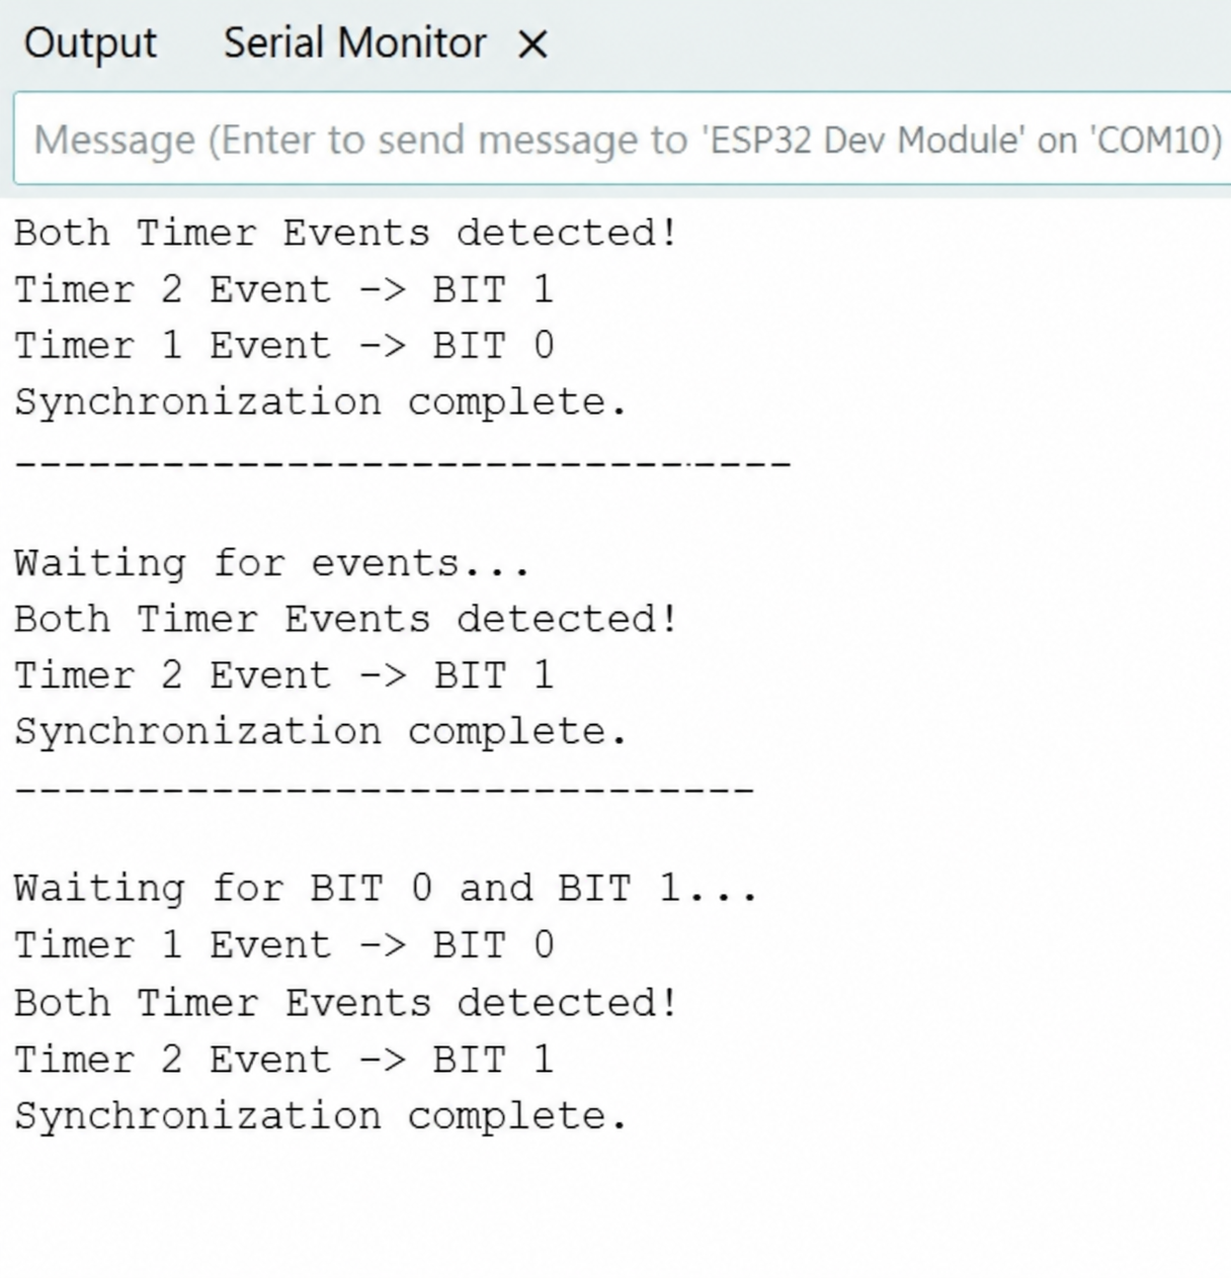 Output Serial Monitor ×
Message (Enter to send message to 'ESP32 Dev Module' on 'COM10)
Both Timer Events detected!
Timer 2 Event -> BIT 1
Timer 1 Event -> BIT 0
Synchronization complete.
--------------------------------
Waiting for events...
Both Timer Events detected!
Timer 2 Event -> BIT 1
Synchronization complete.
------------------------------
Waiting for BIT 0 and BIT 1...
Timer 1 Event -> BIT 0
Both Timer Events detected!
Timer 2 Event -> BIT 1
Synchronization complete.